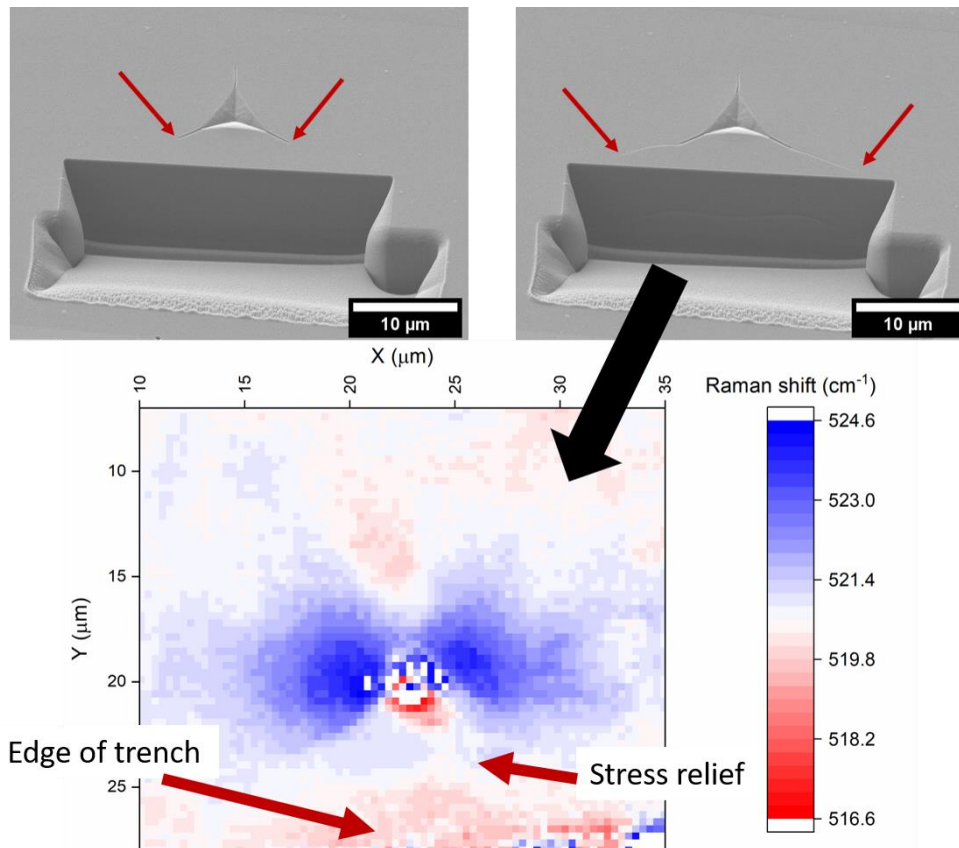 10 µm
10 µm
X (µm)
10 15 20 25 30 35
Raman shift (cm⁻¹)
524.6
523.0
521.4
519.8
518.2
516.6
Y (µm)
10
15
20
25
Edge of trench
Stress relief